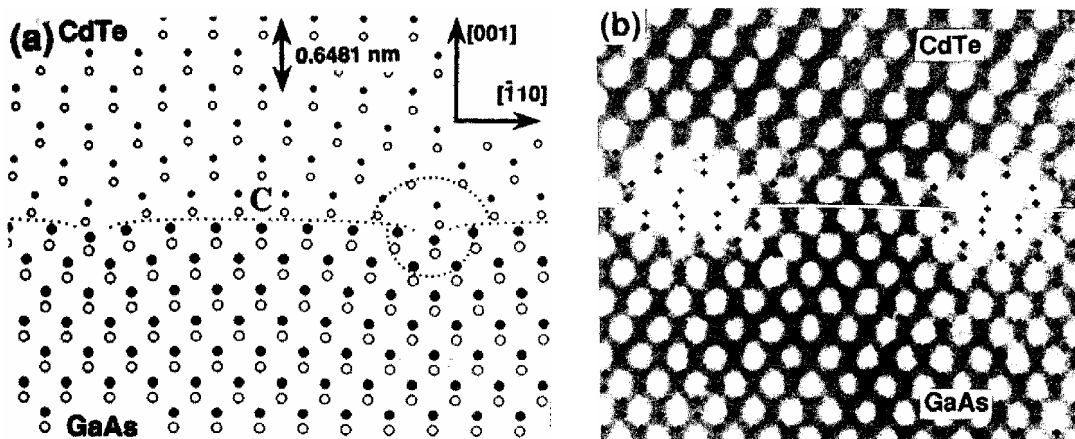 (a) CdTe
0.6481 nm
[001]
[1̄10]
C
GaAs
(b)
CdTe
GaAs